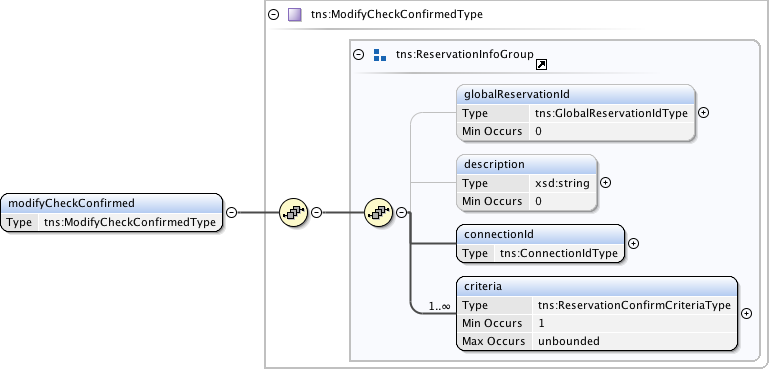 tns:ModifyCheckConfirmedType
tns:ReservationInfoGroup
globalReservationId
Type tns:GlobalReservationIdType
Min Occurs 0
description
Type xsd:string
Min Occurs 0
modifyCheckConfirmed
Type tns:ModifyCheckConfirmedType
connectionId
Type tns:ConnectionIdType
1..∞
criteria
Type tns:ReservationConfirmCriteriaType
Min Occurs 1
Max Occurs unbounded